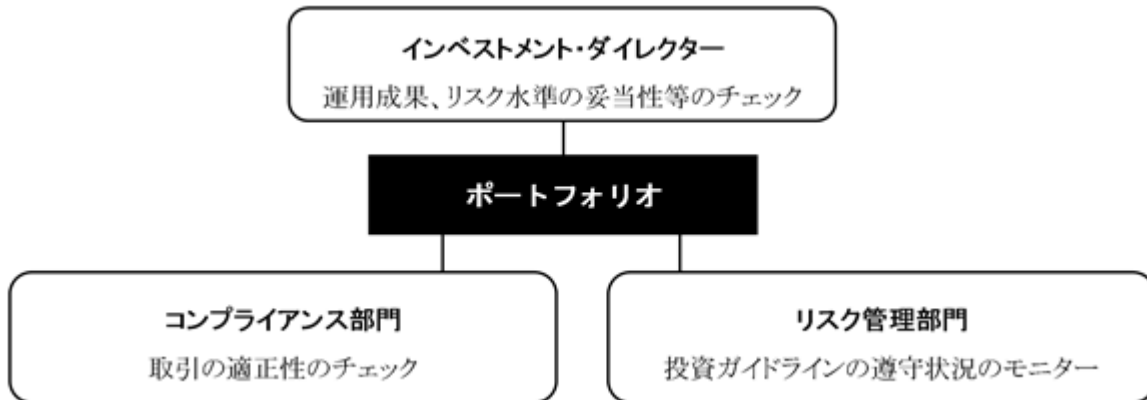 インベストメント・ダイレクター
運用成果、リスク水準の妥当性等のチェック
ポートフォリオ
コンプライアンス部門
取引の適正性のチェック
リスク管理部門
投資ガイドラインの遵守状況のモニター